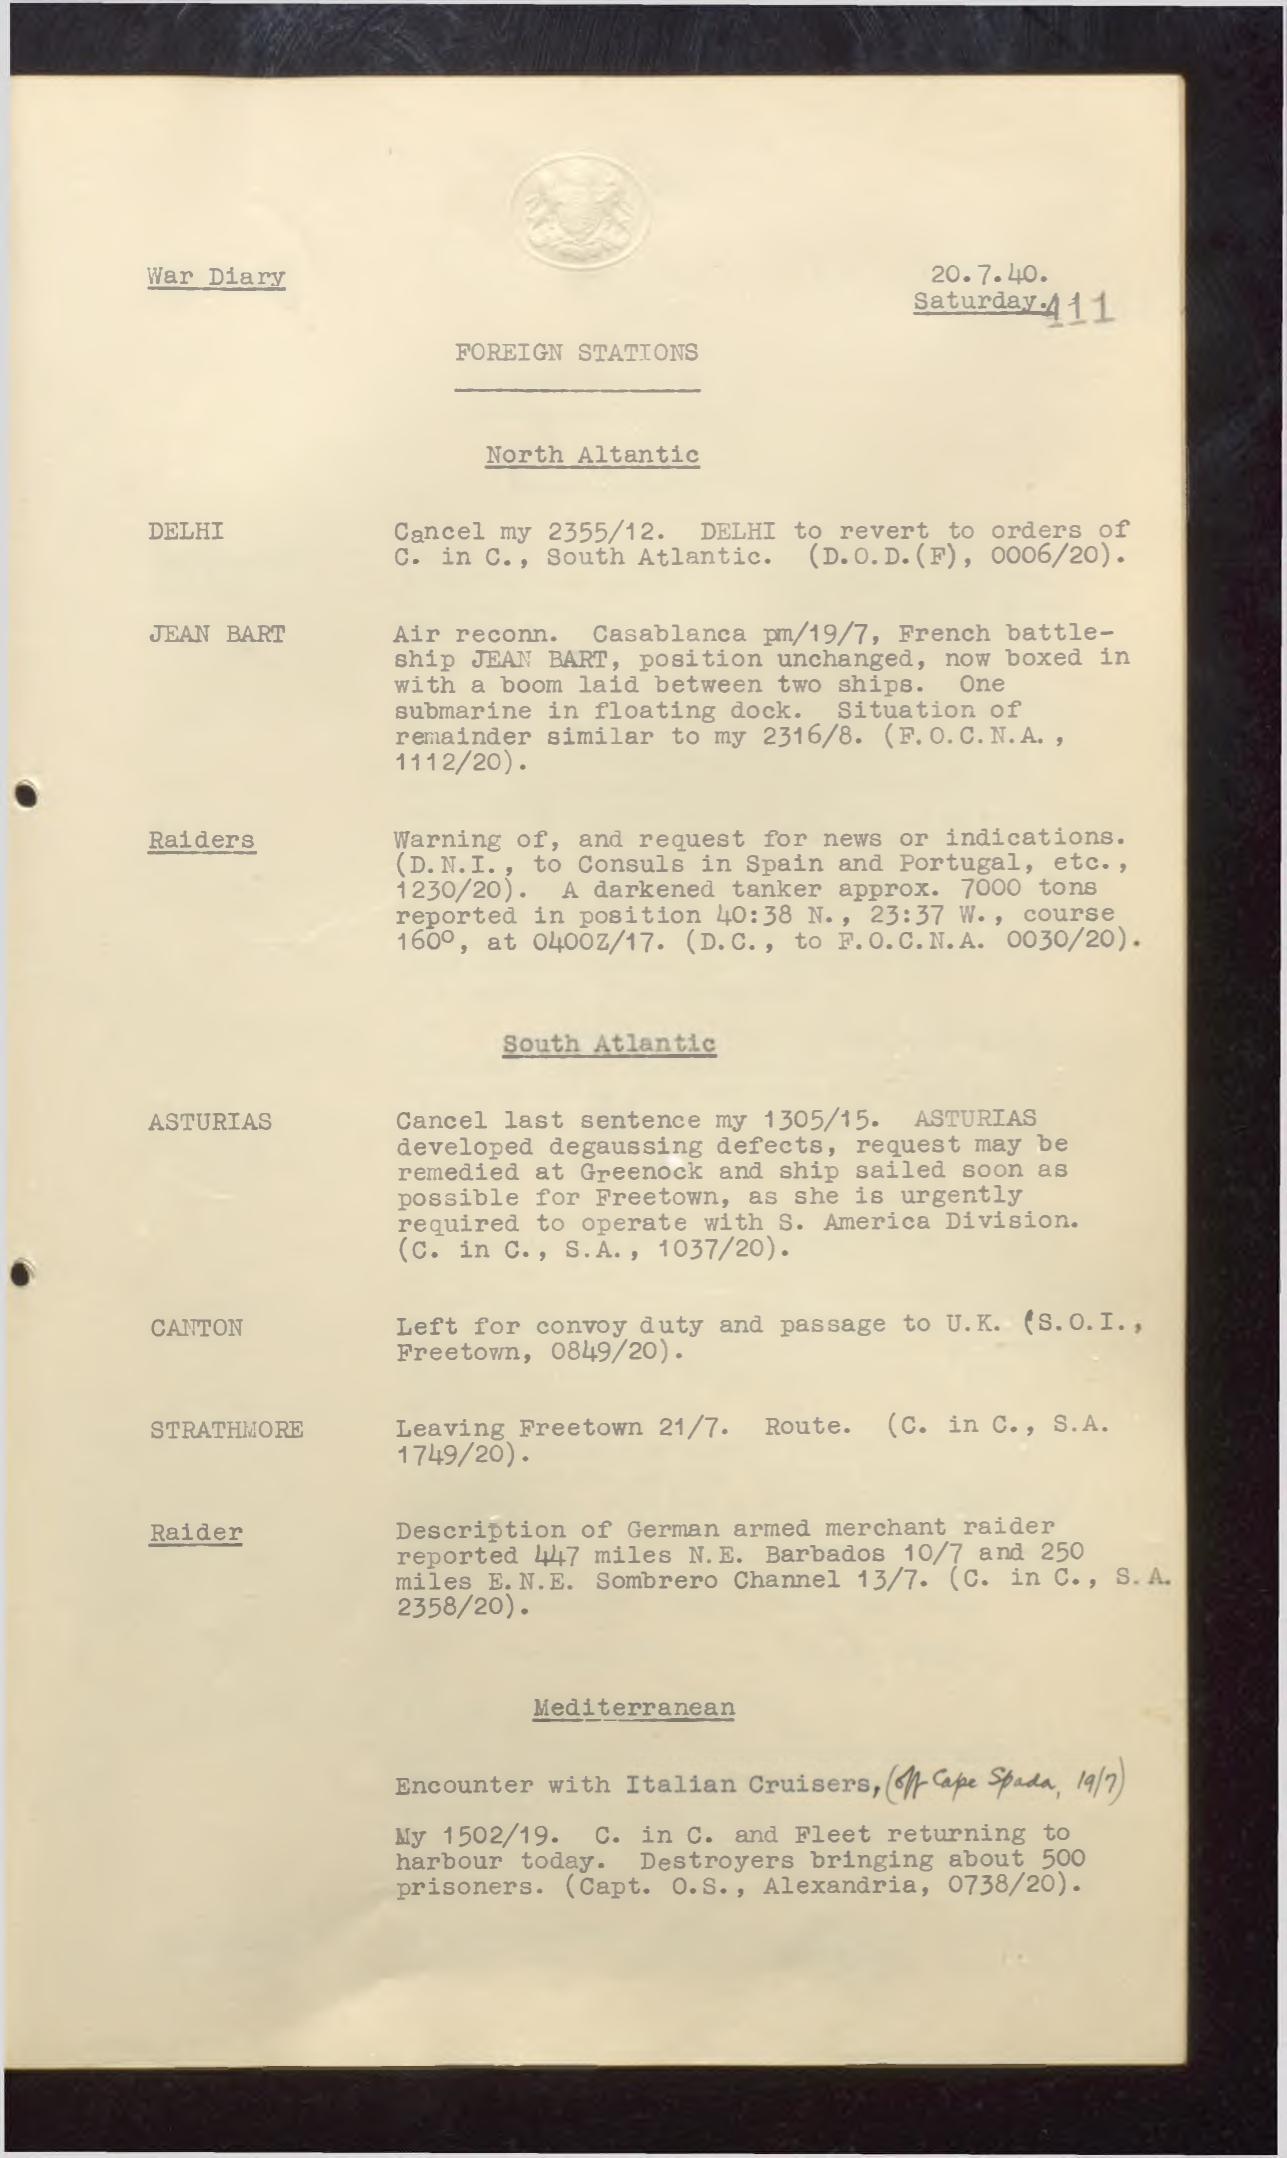 War Diary
20.7.40.
Saturday.
411
FOREIGN STATIONS
North Altantic
DELHI
Cancel my 2355/12. DELHI to revert to orders of
C. in C., South Atlantic. (D.O.D.(F), 0006/20).
JEAN BART
Air reconn. Casablanca pm/19/7, French battle-
ship JEAN BART, position unchanged, now boxed in
with a boom laid between two ships. One
submarine in floating dock. Situation of
remainder similar to my 2316/8. (F.O.C.N.A.,
1112/20).
Raiders
Warning of, and request for news or indications.
(D.N.I., to Consuls in Spain and Portugal, etc.,
1230/20). A darkened tanker approx. 7000 tons
reported in position 40:38 N., 23:37 W., course
160°, at 0400Z/17. (D.C., to F.O.C.N.A. 0030/20).
South Atlantic
ASTURIAS
Cancel last sentence my 1305/15. ASTURIAS
developed degaussing defects, request may be
remedied at Greenock and ship sailed soon as
possible for Freetown, as she is urgently
required to operate with S. America Division.
(C. in C., S.A., 1037/20).
CANTON
Left for convoy duty and passage to U.K. (S.O.I.,
Freetown, 0849/20).
STRATHMORE
Leaving Freetown 21/7. Route. (C. in C., S.A.
1749/20).
Raider
Description of German armed merchant raider
reported 447 miles N.E. Barbados 10/7 and 250
miles E.N.E. Sombrero Channel 13/7. (C. in C., S.A.
2358/20).
Mediterranean
Encounter with Italian Cruisers, (off Cape Spada, 19/7)
My 1502/19. C. in C. and Fleet returning to
harbour today. Destroyers bringing about 500
prisoners. (Capt. O.S., Alexandria, 0738/20).